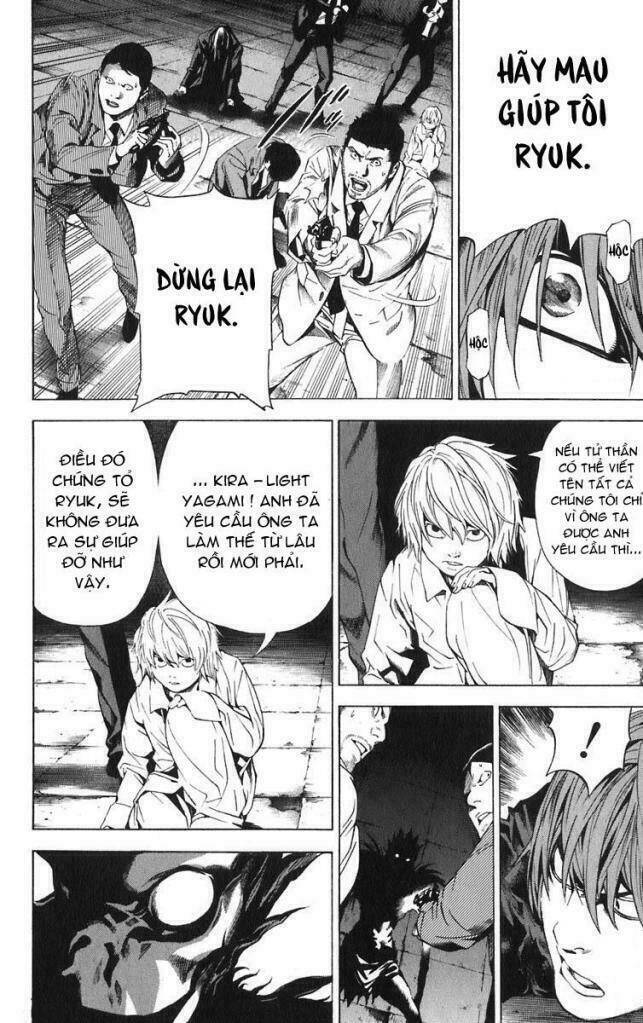 HÃY MAU
GIÚP TÔI
RYUK.
HỘC
HỘC
DỪNG LẠI
RYUK.
NẾU TỬ THẦN
CÓ THỂ VIẾT
TÊN TẤT CẢ
CHÚNG TÔI CHỈ
VÌ ÔNG TA
ĐƯỢC ANH
YÊU CẦU THÌ...
... KIRA – LIGHT
YAGAMI! ANH ĐÃ
YÊU CẦU ÔNG TA
LÀM THẾ TỪ LÂU
RỒI MỚI PHẢI.
ĐIỀU ĐÓ
CHỨNG TỎ
RYUK, SẼ
KHÔNG ĐƯA
RA SỰ GIÚP
ĐỠ NHƯ
VẬY.
!